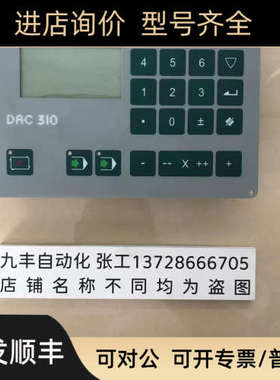 进店询价 型号齐全
4 5 6
1 2 3
• 0 ±
DAC 310
- -- X ++ +
九丰自动化 张工13728666705
店铺名称不同均为盗图
发顺丰
可对公 可开专票/普